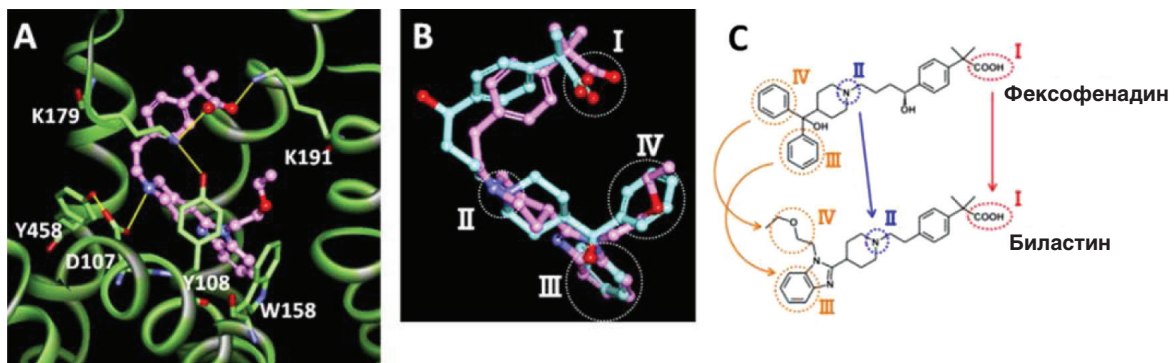 A
K179
K191
Y458
D107
Y108
W158
B
I
II
IV
III
C
I
IV
II
N
COOH
OH
OH
III
Фексофенадин
I
IV
O
II
N
COOH
N
N
III
Биластин